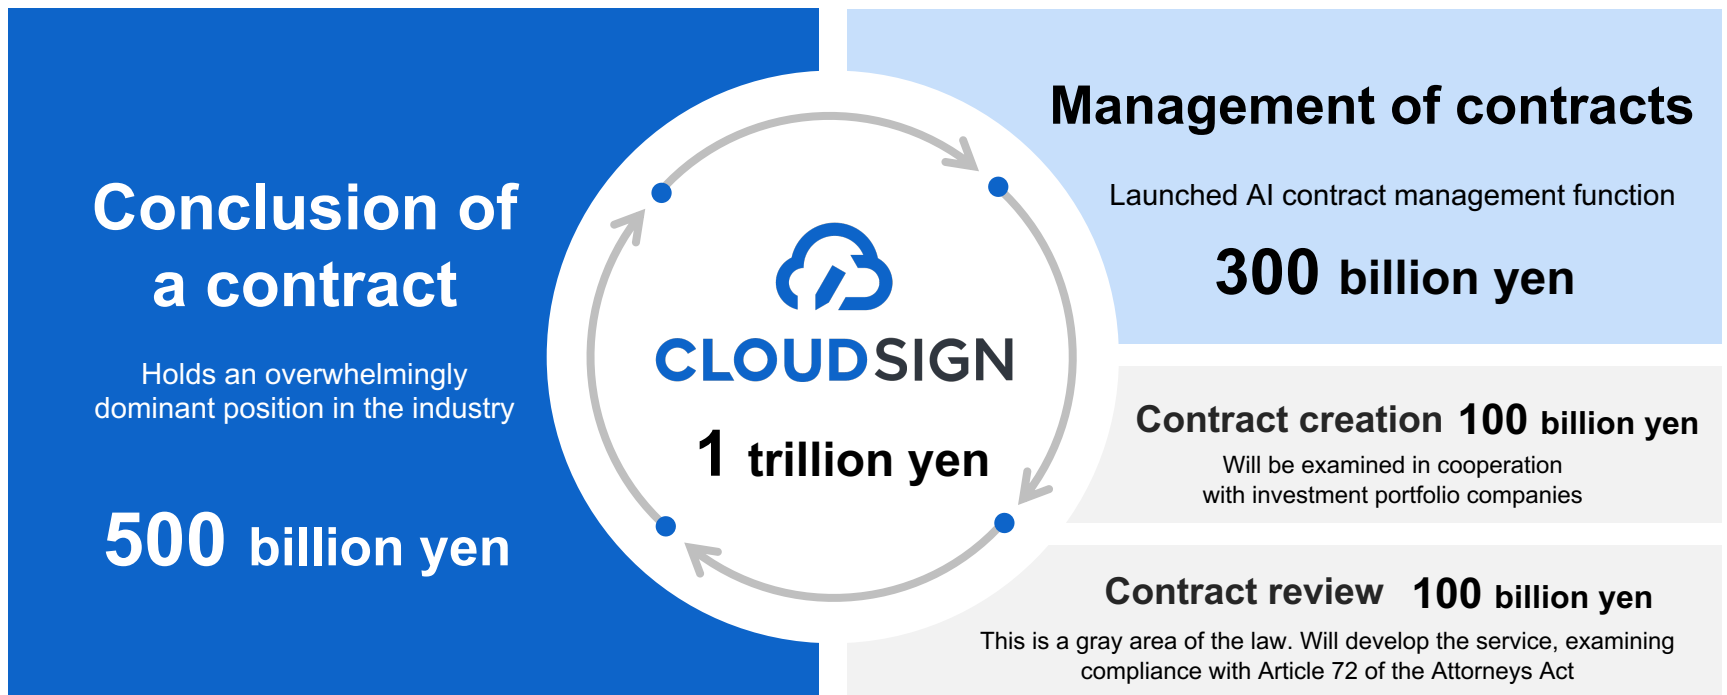 Conclusion of
a contract
Holds an overwhelmingly
dominant position in the industry
500 billion yen
CLOUDSIGN
1 trillion yen
Management of contracts
Launched AI contract management function
300 billion yen
Contract creation 100 billion yen
Will be examined in cooperation
with investment portfolio companies
Contract review 100 billion yen
This is a gray area of the law. Will develop the service, examining
compliance with Article 72 of the Attorneys Act